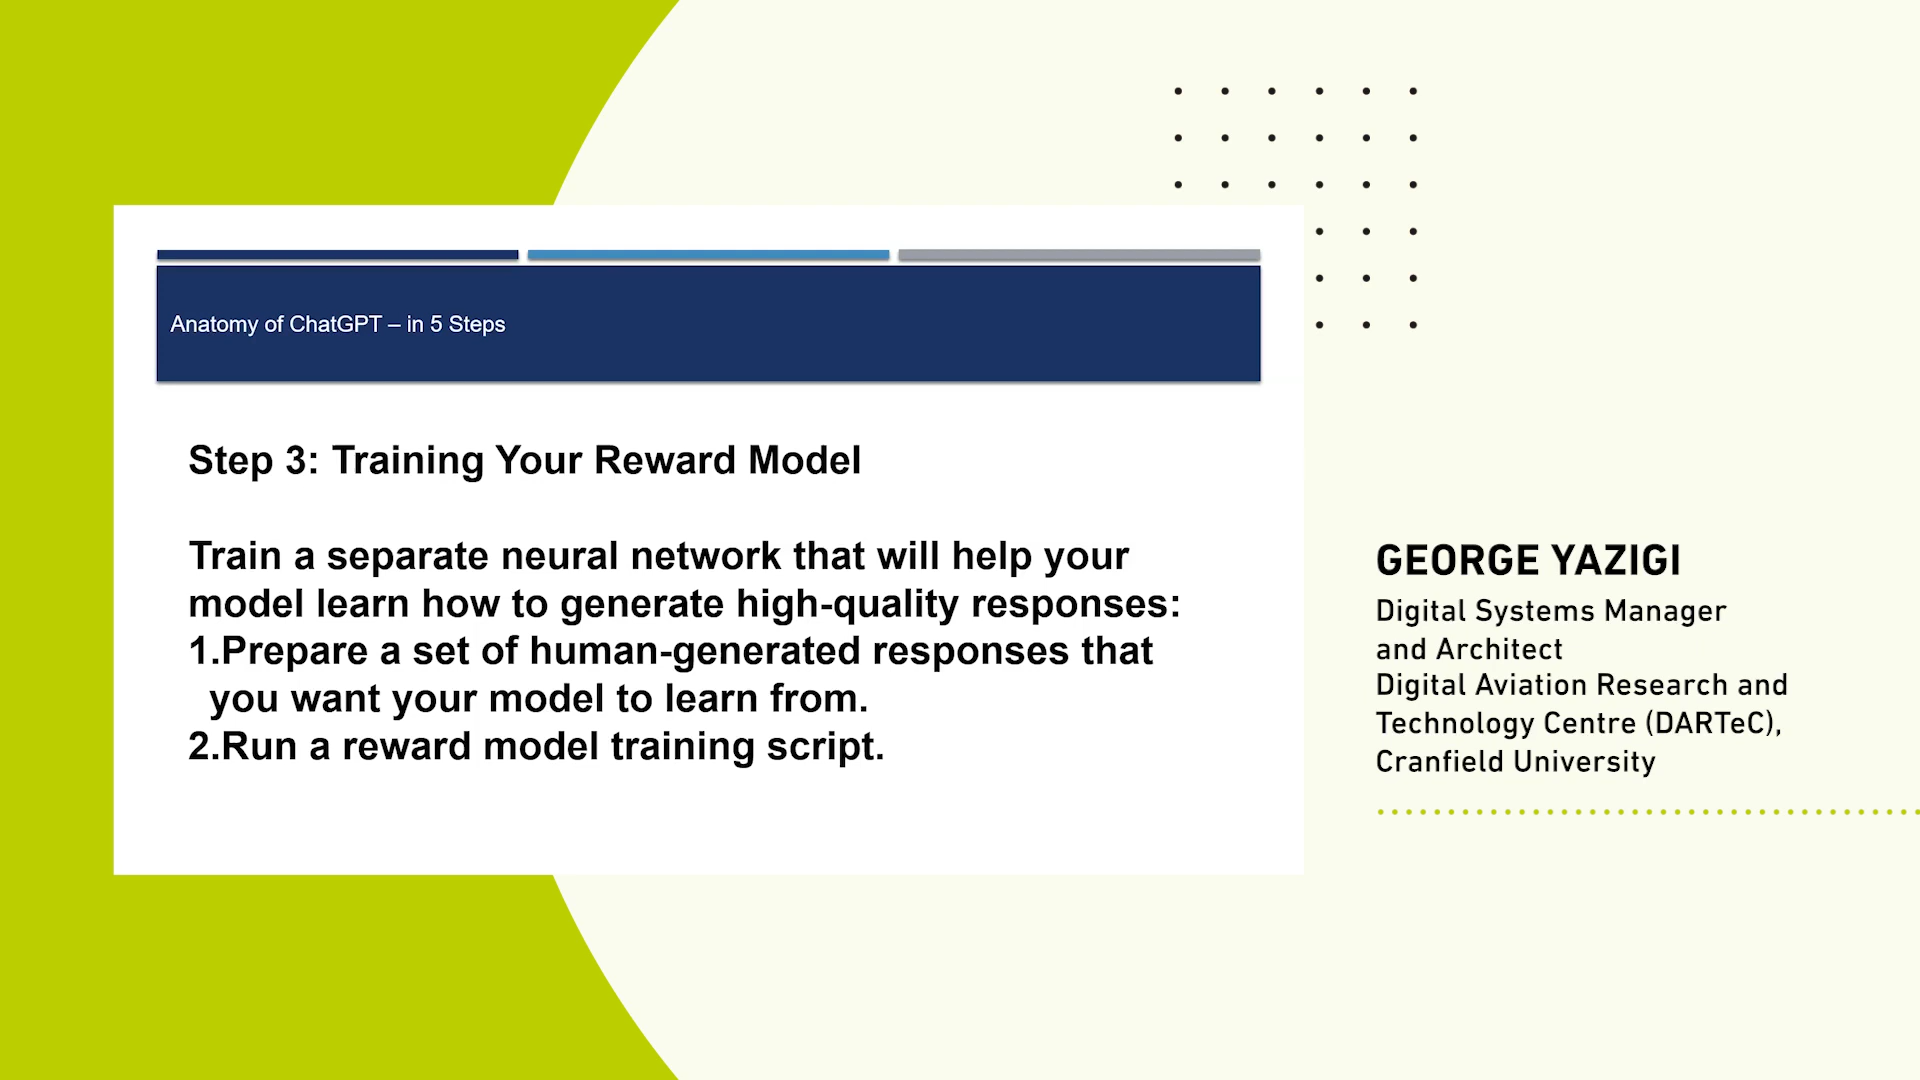 Anatomy of ChatGPT – in 5 Steps
Step 3: Training Your Reward Model
Train a separate neural network that will help your
model learn how to generate high-quality responses:
1.Prepare a set of human-generated responses that
you want your model to learn from.
2.Run a reward model training script.
GEORGE YAZIGI
Digital Systems Manager
and Architect
Digital Aviation Research and
Technology Centre (DARTeC),
Cranfield University